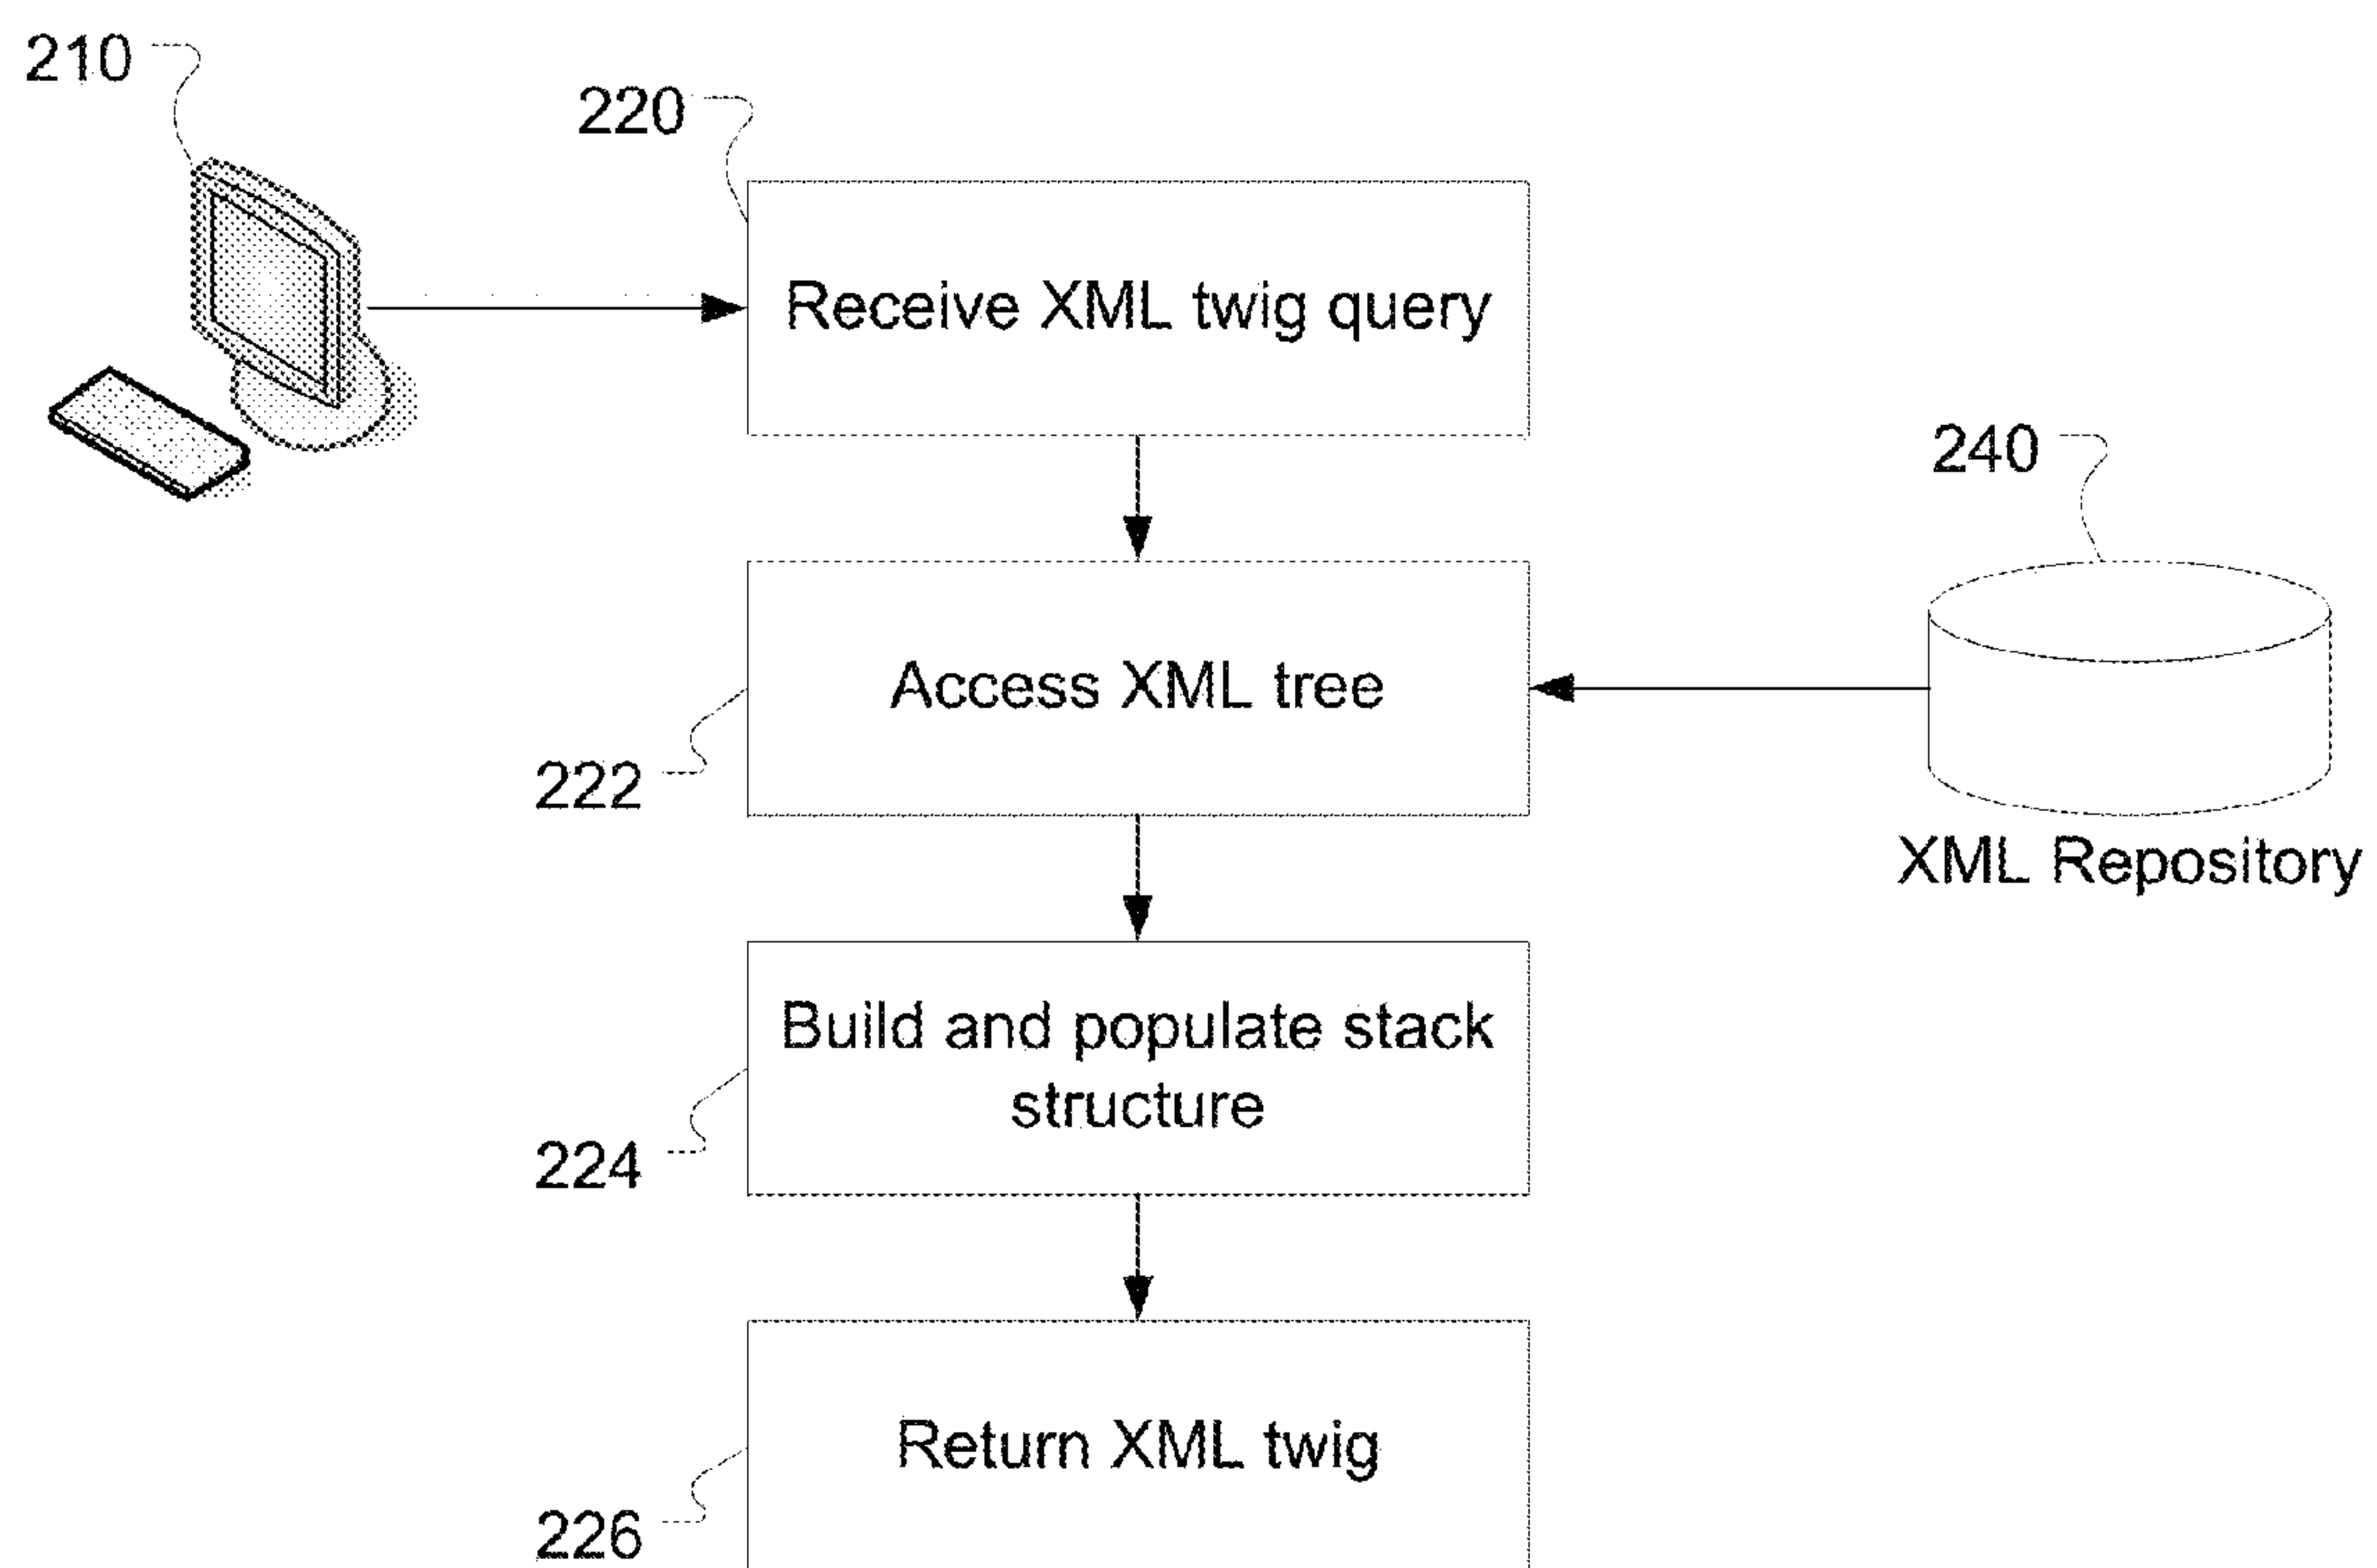 210
220
Receive XML twig query
240
Access XML tree
222
XML Repository
Build and populate stack
structure
224
Return XML twig
226